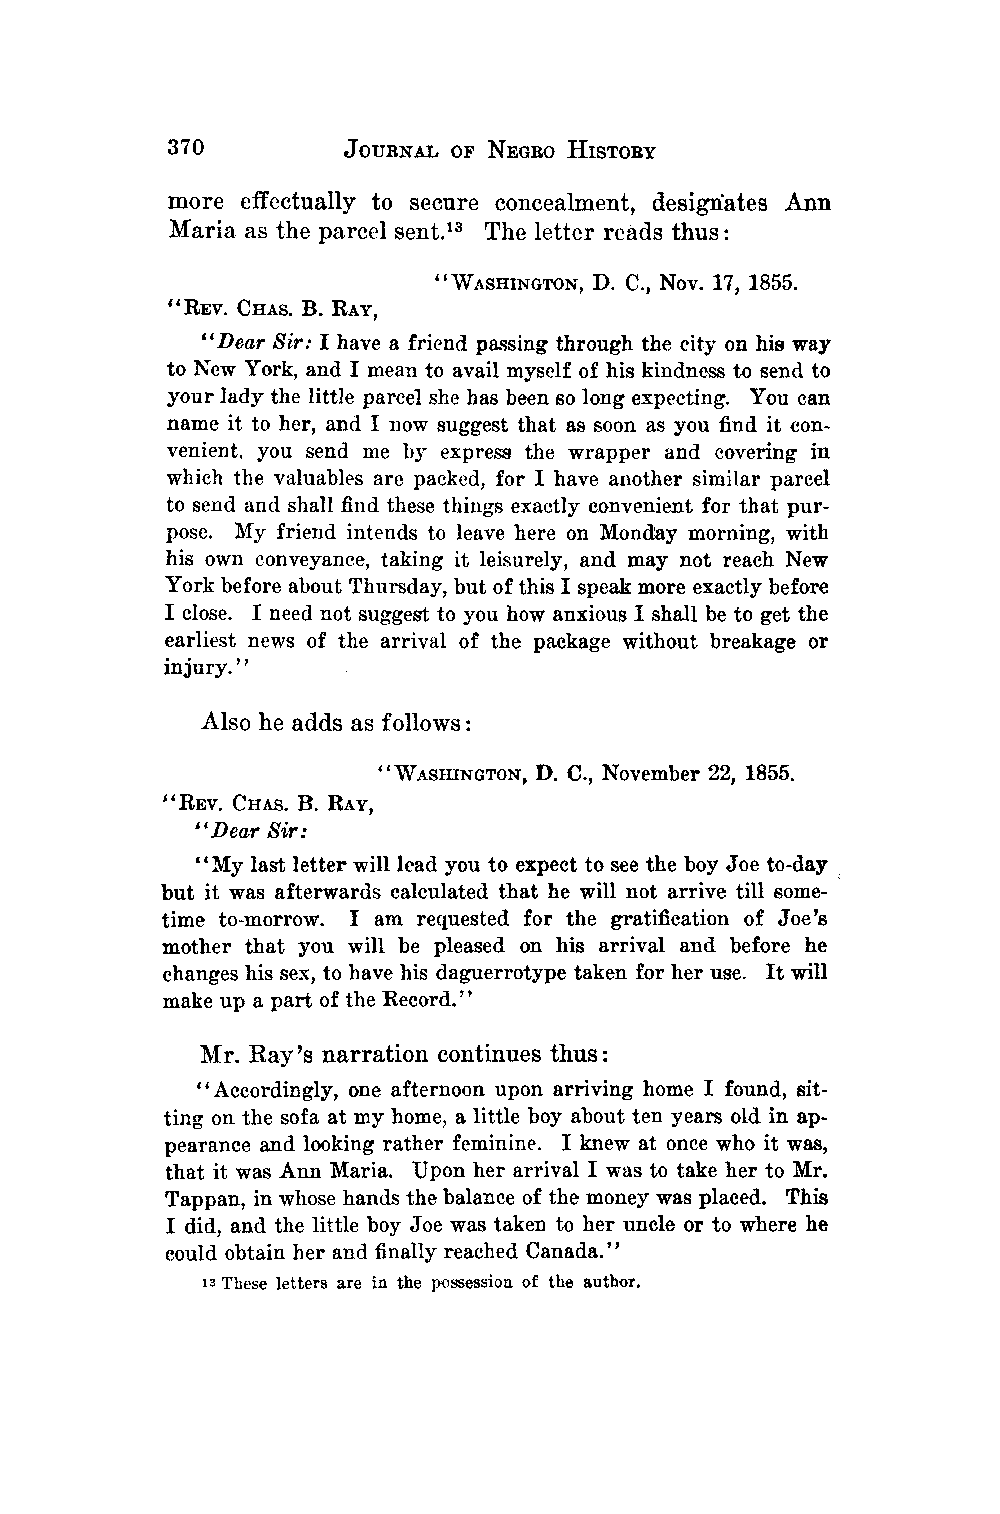 370 JOURNAL OF NEGRO HISTORY
more effectually to secure concealment, designates Ann
Maria as the parcel sent.¹³ The letter reads thus:
“WASHINGTON, D. C., Nov. 17, 1855.
“REV. CHAS. B. RAY,
“Dear Sir: I have a friend passing through the city on his way
to New York, and I mean to avail myself of his kindness to send to
your lady the little parcel she has been so long expecting. You can
name it to her, and I now suggest that as soon as you find it con-
venient, you send me by express the wrapper and covering in
which the valuables are packed, for I have another similar parcel
to send and shall find these things exactly convenient for that pur-
pose. My friend intends to leave here on Monday morning, with
his own conveyance, taking it leisurely, and may not reach New
York before about Thursday, but of this I speak more exactly before
I close. I need not suggest to you how anxious I shall be to get the
earliest news of the arrival of the package without breakage or
injury.”
Also he adds as follows:
“WASHINGTON, D. C., November 22, 1855.
“REV. CHAS. B. RAY,
“Dear Sir:
“My last letter will lead you to expect to see the boy Joe to-day
but it was afterwards calculated that he will not arrive till some-
time to-morrow. I am requested for the gratification of Joe’s
mother that you will be pleased on his arrival and before he
changes his sex, to have his daguerrotype taken for her use. It will
make up a part of the Record.”
Mr. Ray’s narration continues thus:
“Accordingly, one afternoon upon arriving home I found, sit-
ting on the sofa at my home, a little boy about ten years old in ap-
pearance and looking rather feminine. I knew at once who it was,
that it was Ann Maria. Upon her arrival I was to take her to Mr.
Tappan, in whose hands the balance of the money was placed. This
I did, and the little boy Joe was taken to her uncle or to where he
could obtain her and finally reached Canada.”
¹³ These letters are in the possession of the author.